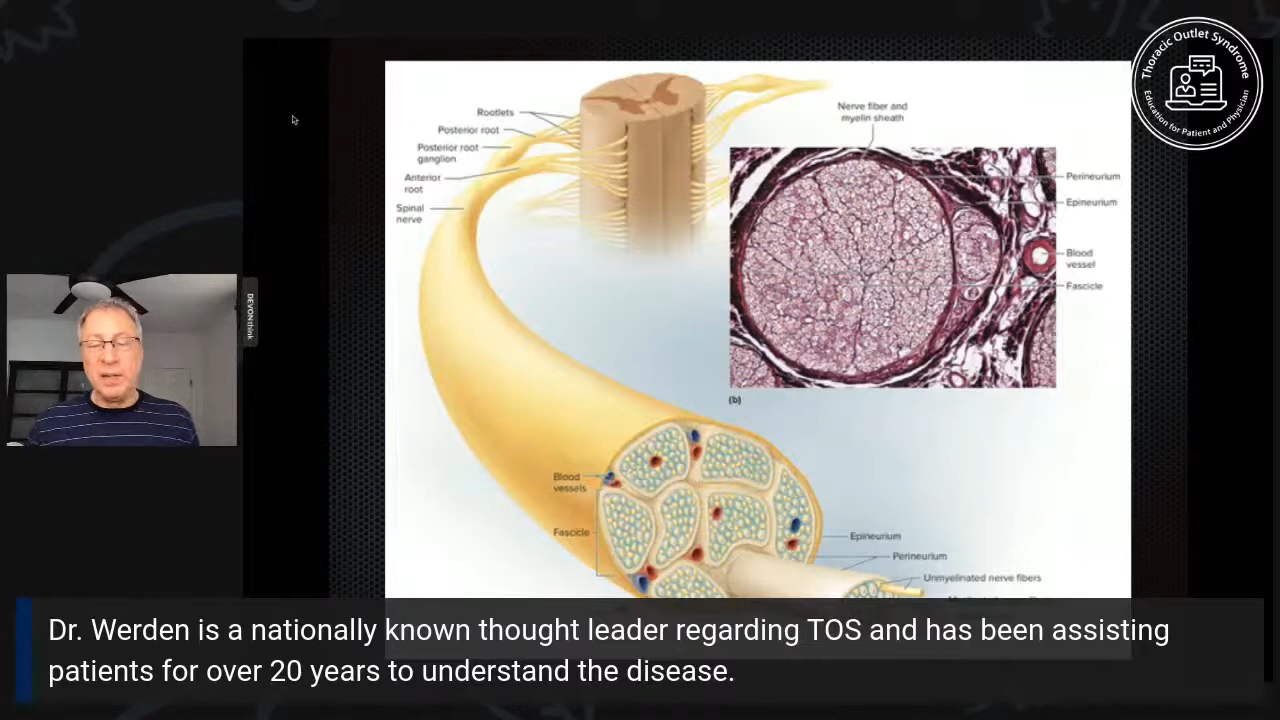 Thoracic Outlet Syndrome
Education for Patient and Physician
Rootlets
Posterior root
Posterior root
ganglion
Anterior
root
Spinal
nerve
Nerve fiber and
myelin sheath
Perineurium
Epineurium
Blood
vessel
Fascicle
(b)
DEVONthink
Blood
vessels
Fascicle
Epineurium
Perineurium
Unmyelinated nerve fibers
Dr. Werden is a nationally known thought leader regarding TOS and has been assisting
patients for over 20 years to understand the disease.